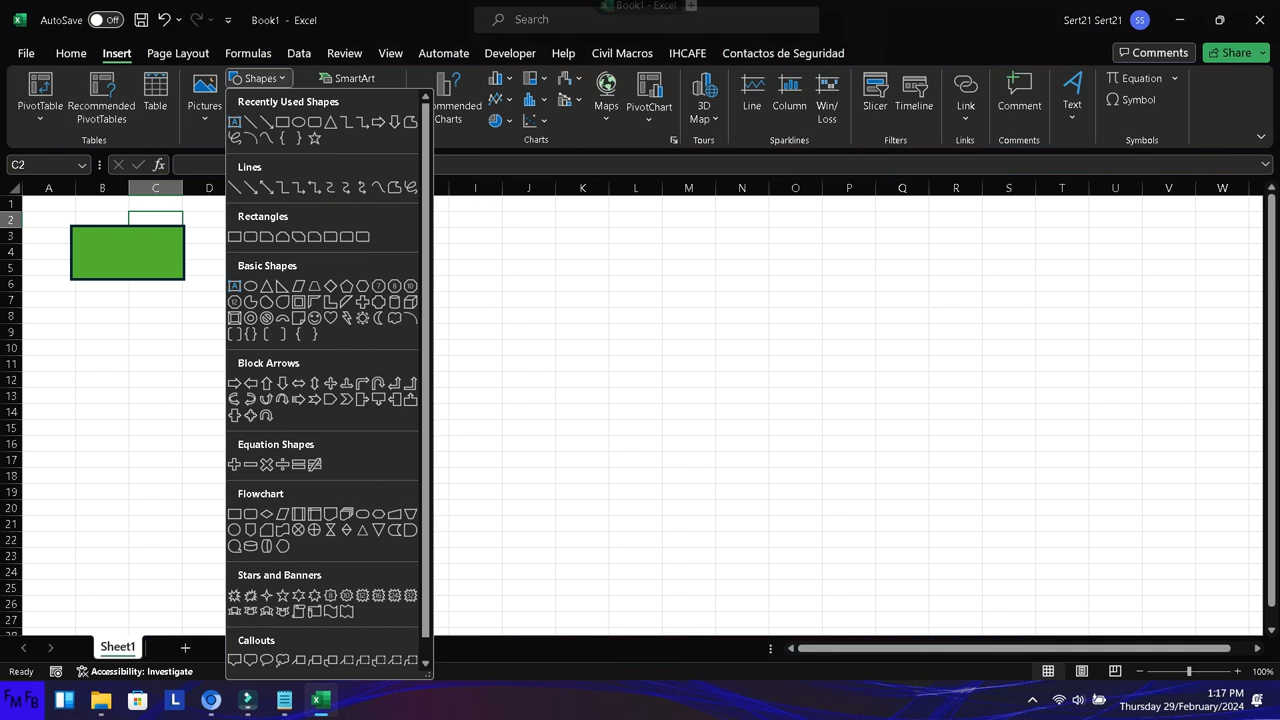 Book1 - Excel
AutoSave Off Book1 - Excel Search Sert21 Sert21 SS
File Home Insert Page Layout Formulas Data Review View Automate Developer Help Civil Macros IHCAFE Contactos de Seguridad Comments Share
PivotTable Recommended PivotTables Table Pictures Shapes SmartArt Maps PivotChart 3D Map Line Column Win/Loss Slicer Timeline Link Comment Text Equation Symbol
ecommended
Charts
Tables Charts Tours Sparklines Filters Links Comments Symbols
C2 fx
A B C D I J K L M N O P Q R S T U V W
1
2
3
4
5
6
7
8
9
10
11
12
13
14
15
16
17
18
19
20
21
22
23
24
25
26
27
Recently Used Shapes
Lines
Rectangles
Basic Shapes
Block Arrows
Equation Shapes
Flowchart
Stars and Banners
Callouts
Sheet1
Ready Accessibility: Investigate 100%
FMFB L 1:17 PM
Thursday 29/February/2024